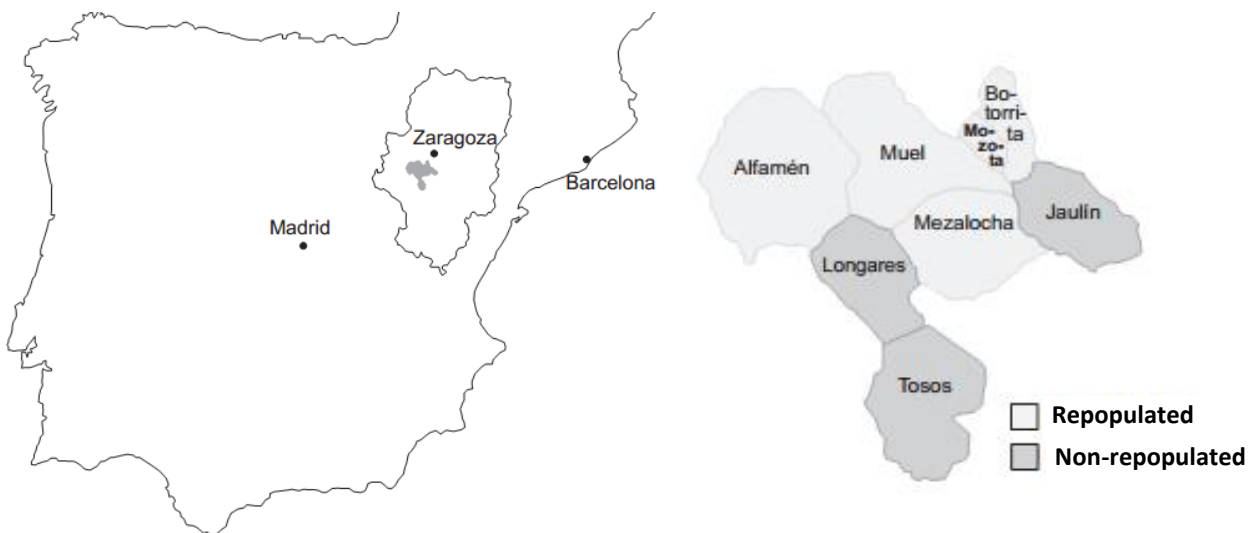 Zaragoza
Barcelona
Madrid
Bo-
torri-
ta
Mo-
zo-
ta
Muel
Alfamén
Jaulín
Mezalocha
Longares
Tosos
Repopulated
Non-repopulated